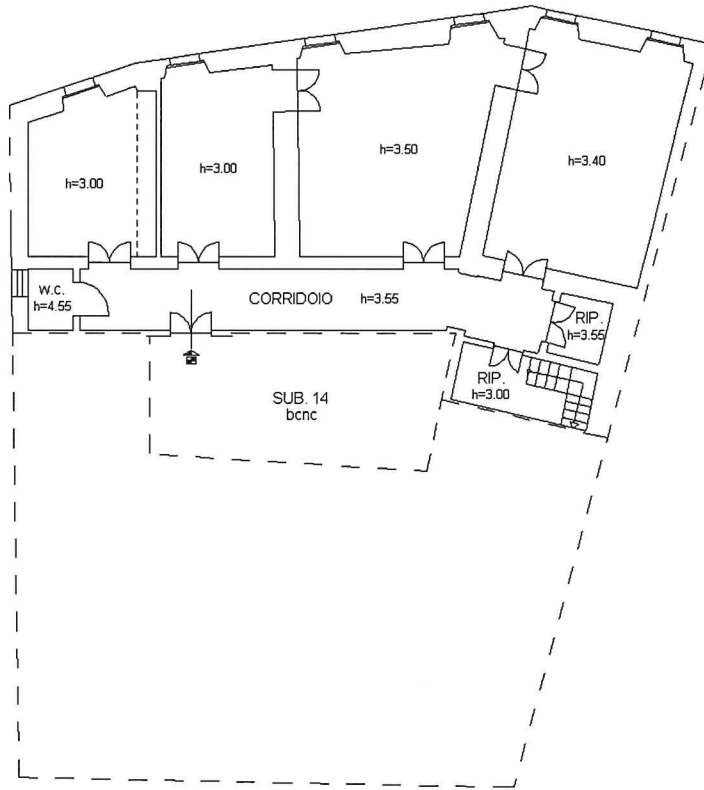 h=3.00
h=3.00
h=3.50
h=3.40
W.C.
h=4.55
CORRIDOIO h=3.55
RIP.
h=3.55
RIP.
h=3.00
SUB. 14
bcnc